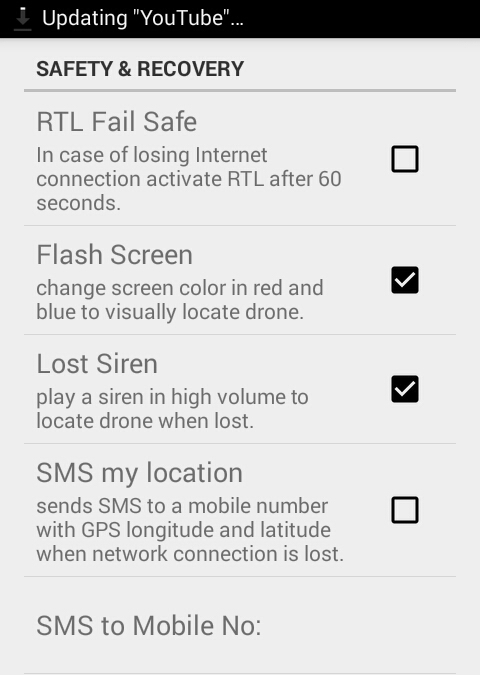 Updating "YouTube"...
SAFETY & RECOVERY
RTL Fail Safe
In case of losing Internet
connection activate RTL after 60
seconds.
Flash Screen
change screen color in red and
blue to visually locate drone.
Lost Siren
play a siren in high volume to
locate drone when lost.
SMS my location
sends SMS to a mobile number
with GPS longitude and latitude
when network connection is lost.
SMS to Mobile No: